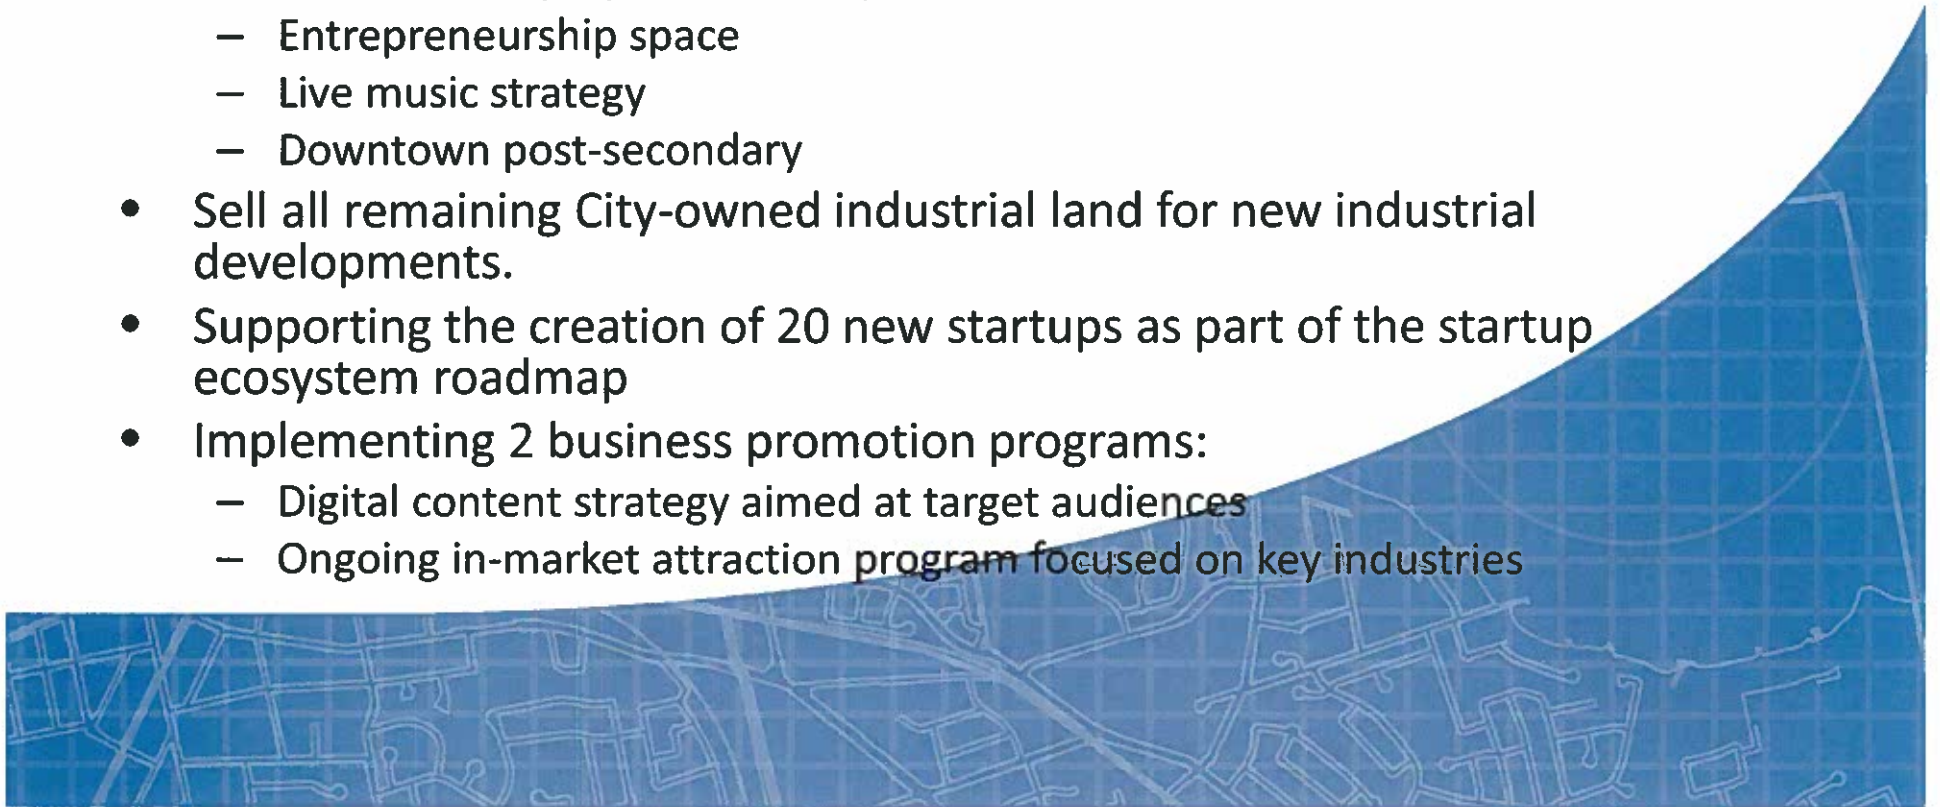 – Entrepreneurship space
– Live music strategy
– Downtown post-secondary
• Sell all remaining City-owned industrial land for new industrial
developments.
• Supporting the creation of 20 new startups as part of the startup
ecosystem roadmap
• Implementing 2 business promotion programs:
– Digital content strategy aimed at target audiences
– Ongoing in-market attraction program focused on key industries